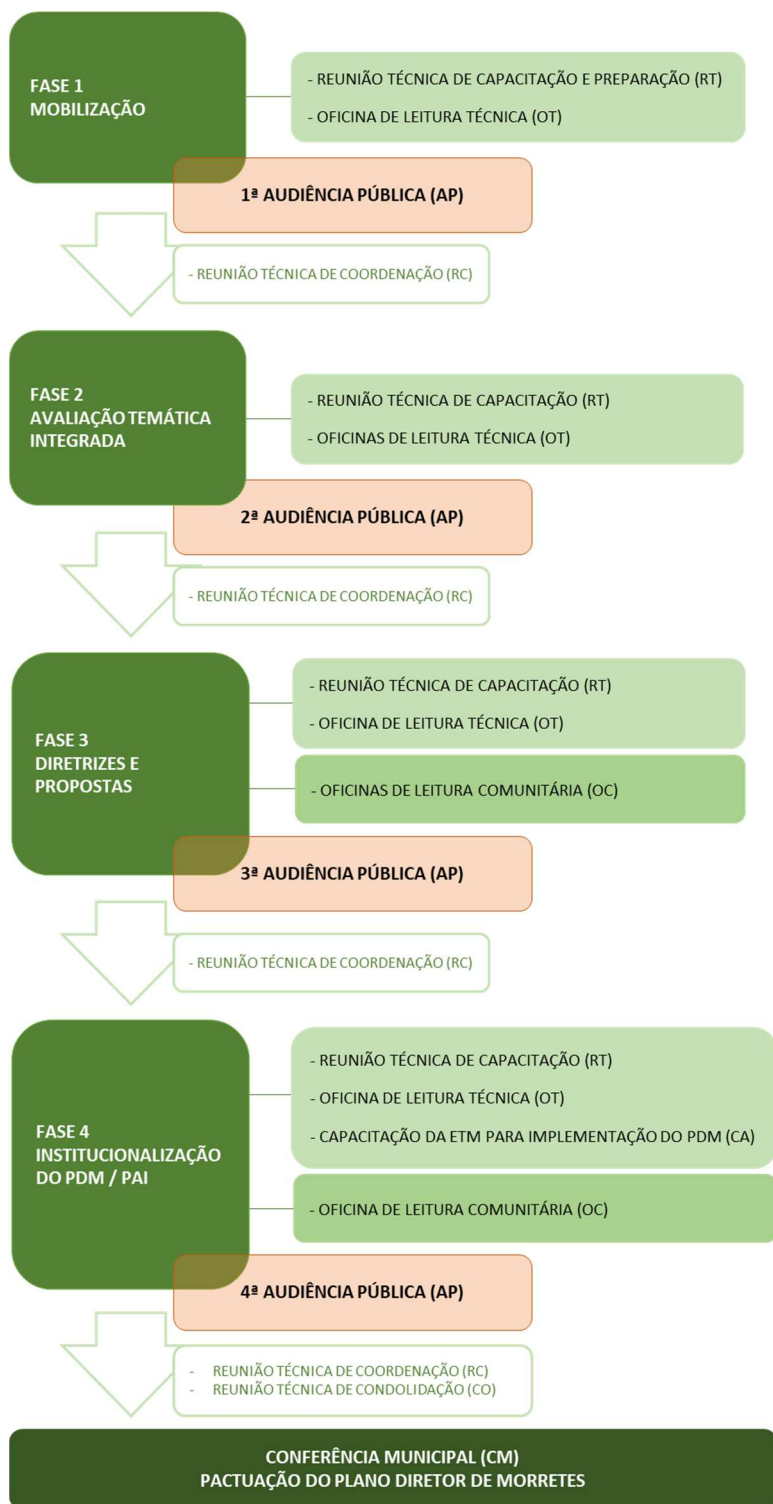 FASE 1
MOBILIZAÇÃO
- REUNIÃO TÉCNICA DE CAPACITAÇÃO E PREPARAÇÃO (RT)
- OFICINA DE LEITURA TÉCNICA (OT)
1ª AUDIÊNCIA PÚBLICA (AP)
- REUNIÃO TÉCNICA DE COORDENAÇÃO (RC)
FASE 2
AVALIAÇÃO TEMÁTICA
INTEGRADA
- REUNIÃO TÉCNICA DE CAPACITAÇÃO (RT)
- OFICINAS DE LEITURA TÉCNICA (OT)
2ª AUDIÊNCIA PÚBLICA (AP)
- REUNIÃO TÉCNICA DE COORDENAÇÃO (RC)
FASE 3
DIRETRIZES E
PROPOSTAS
- REUNIÃO TÉCNICA DE CAPACITAÇÃO (RT)
- OFICINA DE LEITURA TÉCNICA (OT)
- OFICINAS DE LEITURA COMUNITÁRIA (OC)
3ª AUDIÊNCIA PÚBLICA (AP)
- REUNIÃO TÉCNICA DE COORDENAÇÃO (RC)
FASE 4
INSTITUCIONALIZAÇÃO
DO PDM / PAI
- REUNIÃO TÉCNICA DE CAPACITAÇÃO (RT)
- OFICINA DE LEITURA TÉCNICA (OT)
- CAPACITAÇÃO DA ETM PARA IMPLEMENTAÇÃO DO PDM (CA)
- OFICINA DE LEITURA COMUNITÁRIA (OC)
4ª AUDIÊNCIA PÚBLICA (AP)
- REUNIÃO TÉCNICA DE COORDENAÇÃO (RC)
- REUNIÃO TÉCNICA DE CONDOLIDAÇÃO (CO)
CONFERÊNCIA MUNICIPAL (CM)
PACTUAÇÃO DO PLANO DIRETOR DE MORRETES